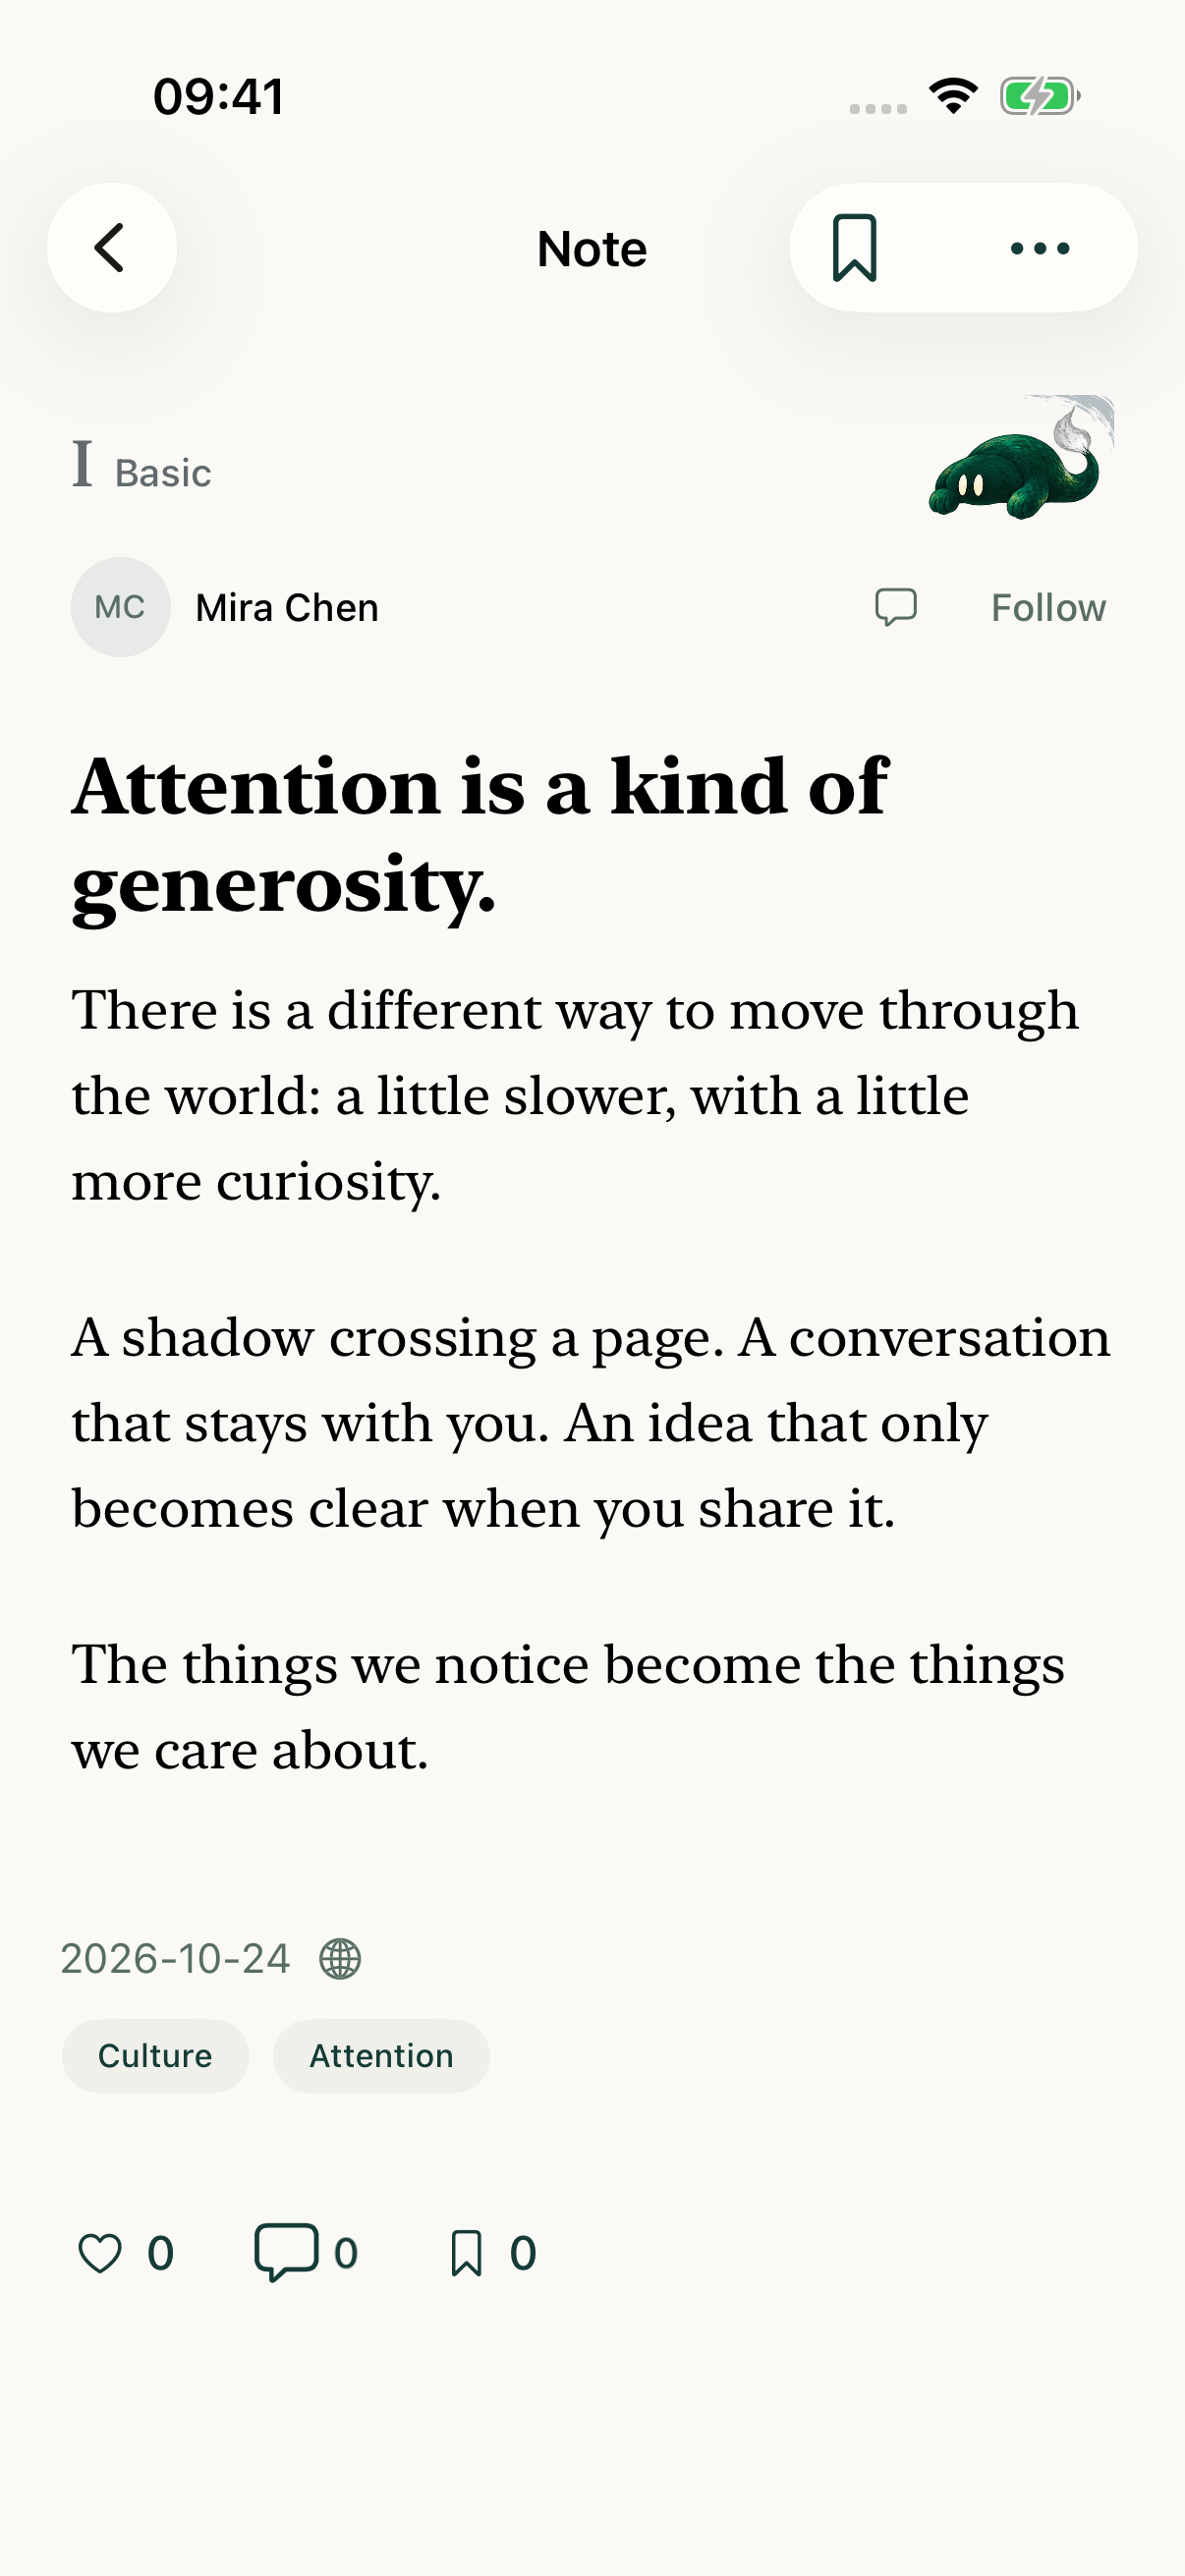 09:41
Note
I Basic
MC Mira Chen Follow
Attention is a kind of
generosity.
There is a different way to move through
the world: a little slower, with a little
more curiosity.
A shadow crossing a page. A conversation
that stays with you. An idea that only
becomes clear when you share it.
The things we notice become the things
we care about.
2026-10-24
Culture Attention
0 0 0